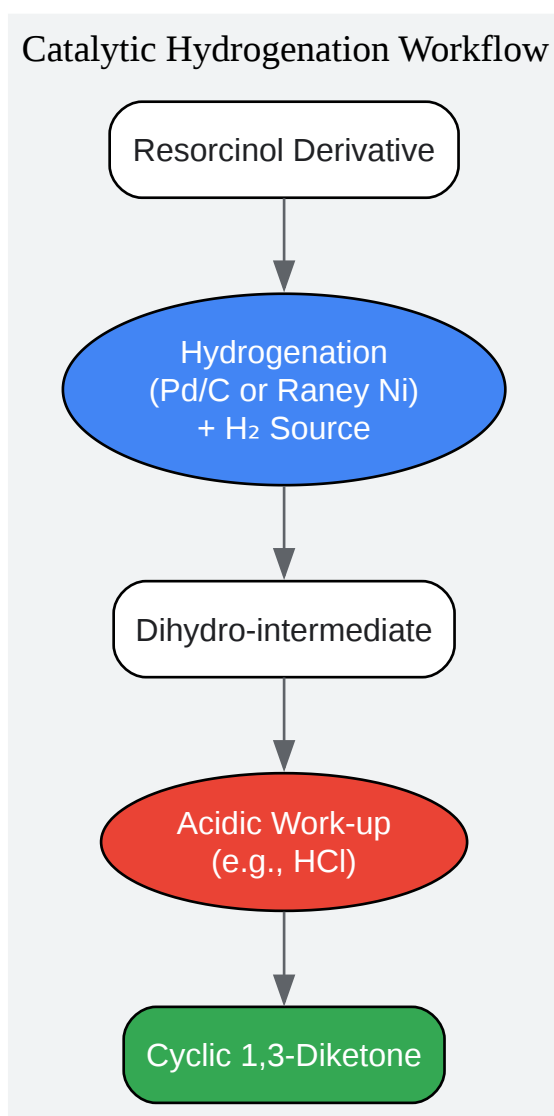 Catalytic Hydrogenation Workflow
Resorcinol Derivative
Hydrogenation
(Pd/C or Raney Ni)
+ H₂ Source
Dihydro-intermediate
Acidic Work-up
(e.g., HCl)
Cyclic 1,3-Diketone